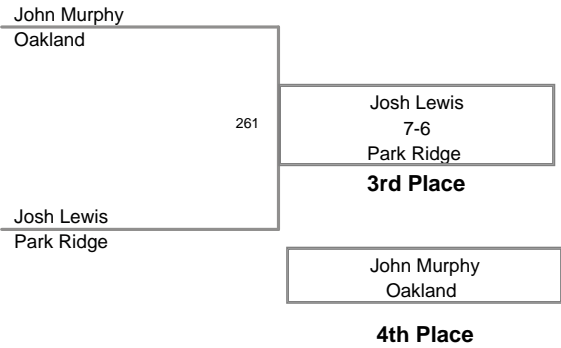 John Murphy
Oakland
261
Josh Lewis
7-6
Park Ridge
3rd Place
Josh Lewis
Park Ridge
John Murphy
Oakland
4th Place